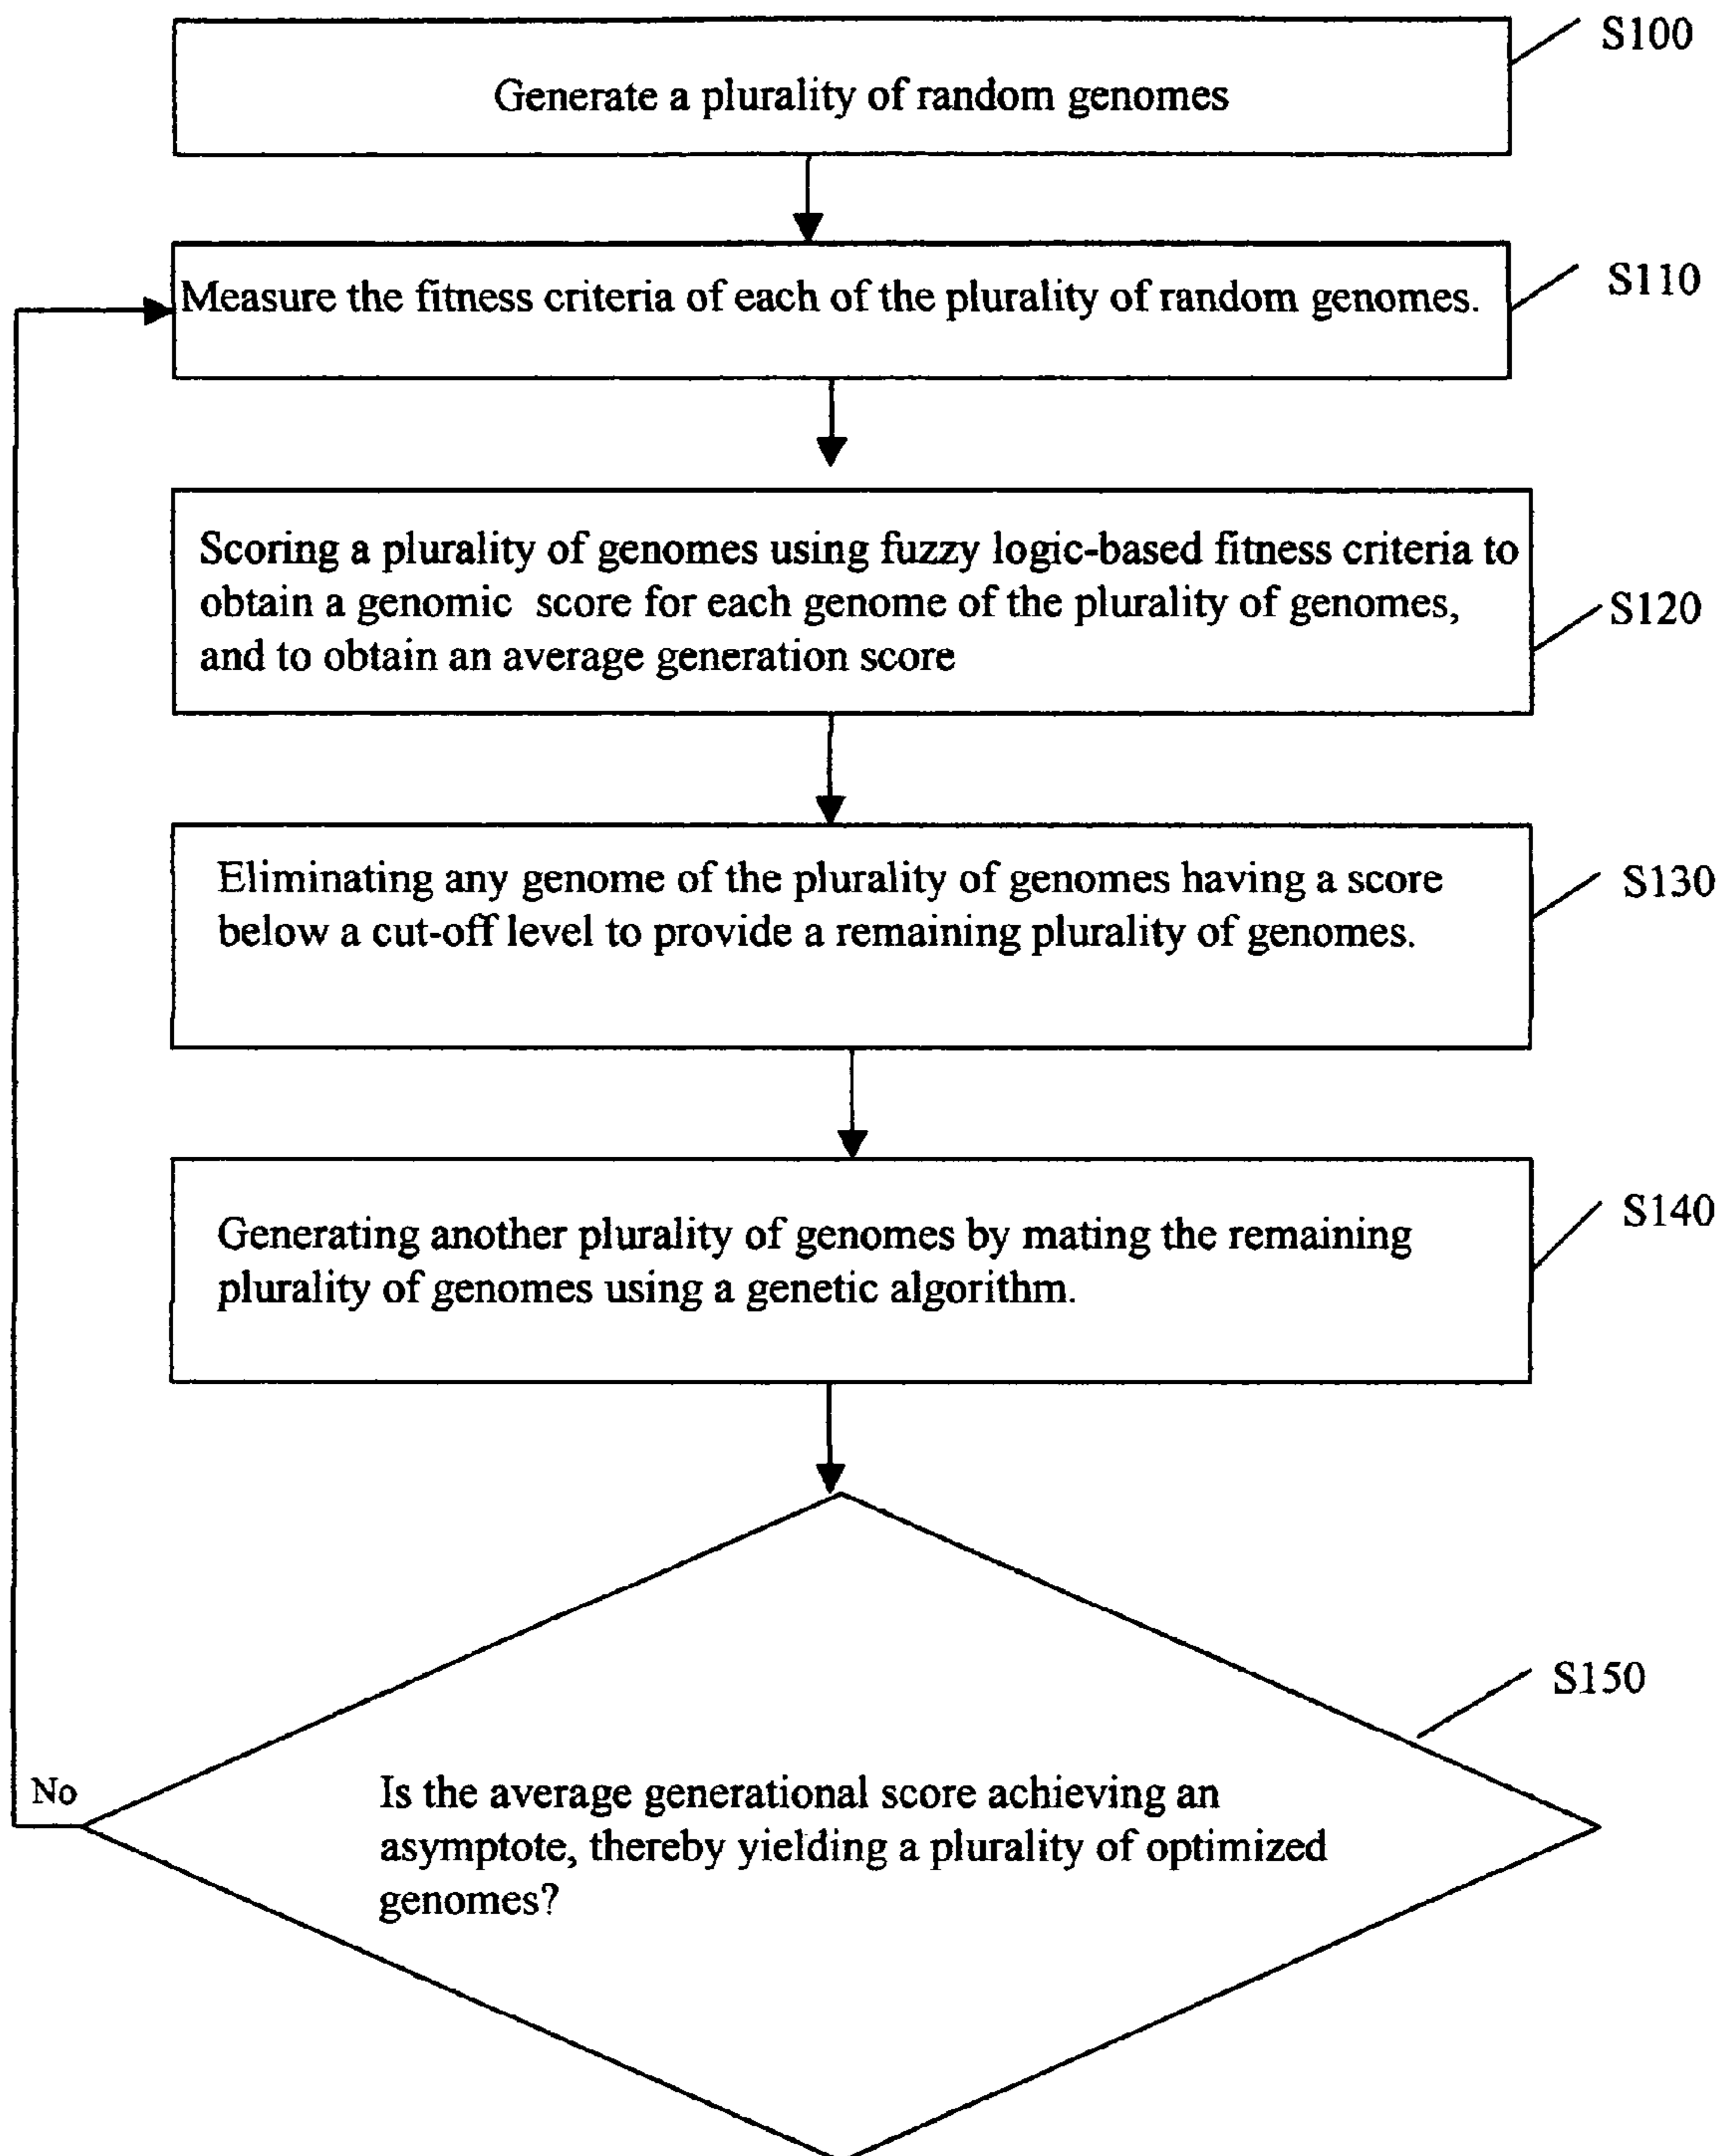 S100
Generate a plurality of random genomes
S110
Measure the fitness criteria of each of the plurality of random genomes.
Scoring a plurality of genomes using fuzzy logic-based fitness criteria to
obtain a genomic score for each genome of the plurality of genomes,
and to obtain an average generation score
S120
Eliminating any genome of the plurality of genomes having a score
below a cut-off level to provide a remaining plurality of genomes.
S130
Generating another plurality of genomes by mating the remaining
plurality of genomes using a genetic algorithm.
S140
S150
No
Is the average generational score achieving an
asymptote, thereby yielding a plurality of optimized
genomes?